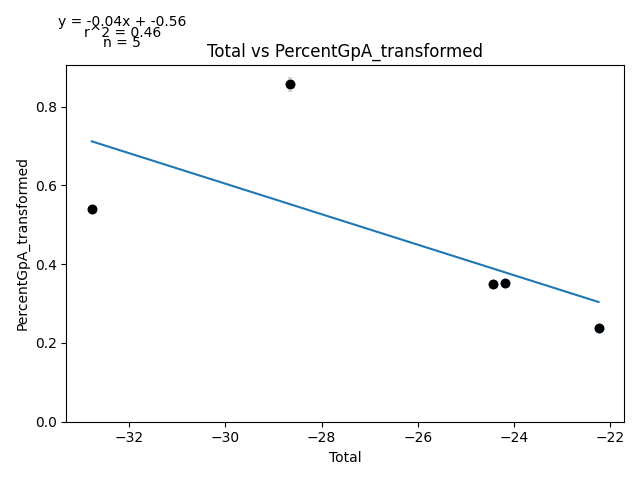 y = -0.04x + -0.56
r^2 = 0.46
n = 5
Total vs PercentGpA_transformed
PercentGpA_transformed
0.8
0.6
0.4
0.2
0.0
−32 −30 −28 −26 −24 −22
Total